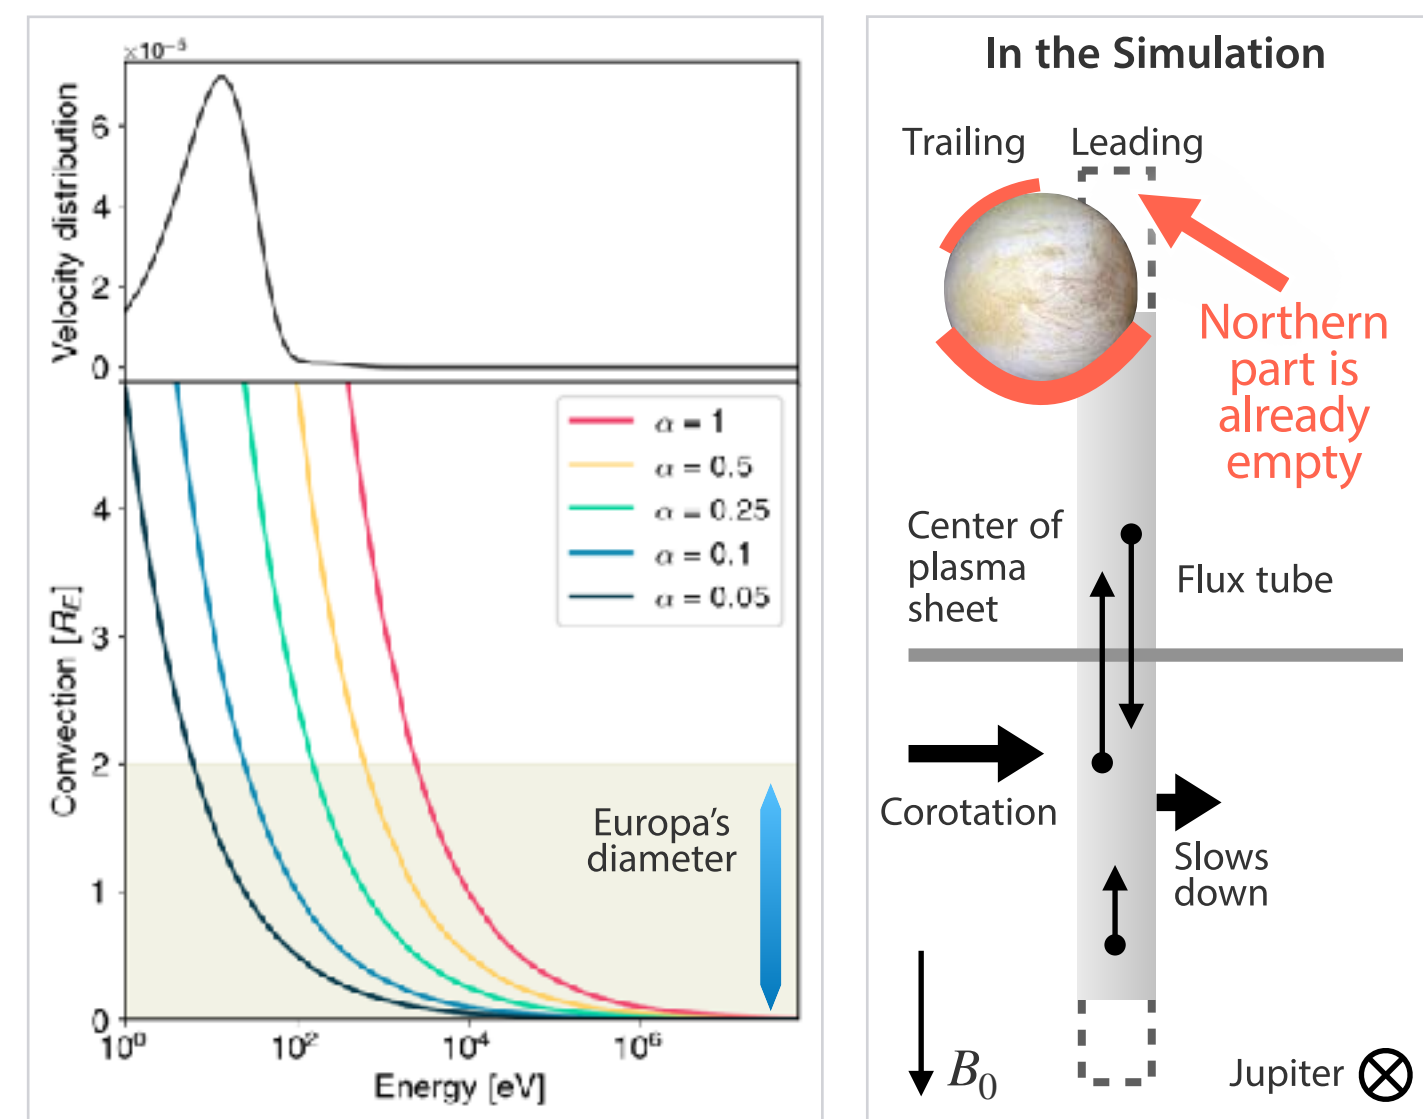 ×10⁻⁵
Velocity distribution
6
4
2
0
α = 1
α = 0.5
α = 0.25
α = 0.1
α = 0.05
Convection [R_E]
4
3
2
1
0
Europa's
diameter
10⁰ 10² 10⁴ 10⁶
Energy [eV]
In the Simulation
Trailing Leading
Northern
part is
already
empty
Center of
plasma
sheet
Flux tube
Corotation
Slows
down
B₀
Jupiter